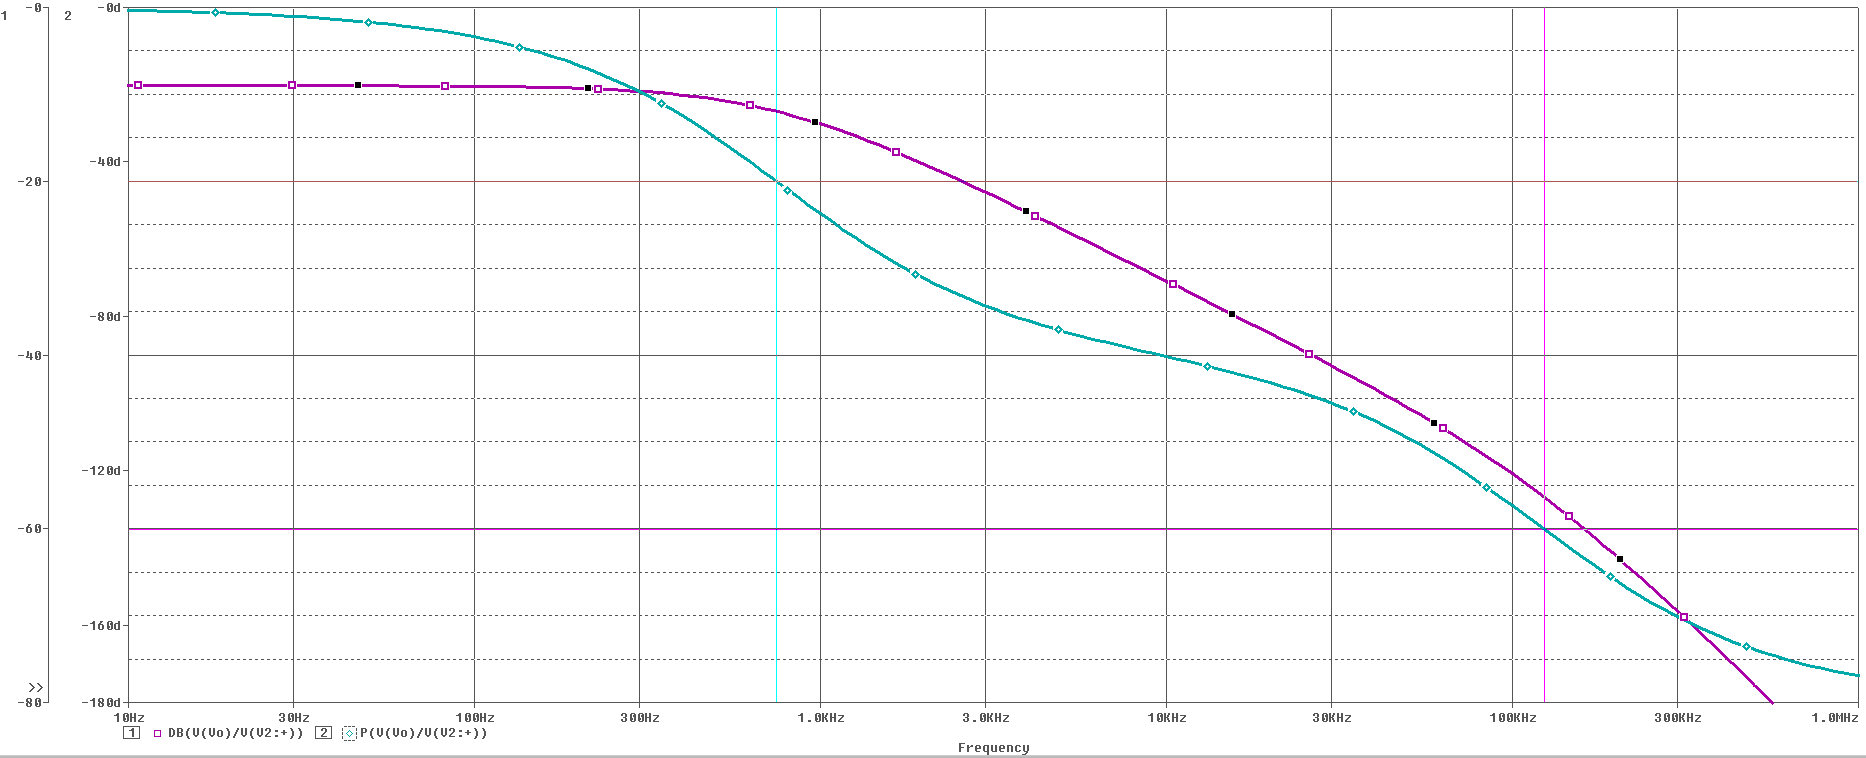 1 2
-0 -0d
-40d
-20
-80d
-40
-120d
-60
-160d
>>
-80 -180d
10Hz 30Hz 100Hz 300Hz 1.0KHz 3.0KHz 10KHz 30KHz 100KHz 300KHz 1.0MHz
1 DB(V(Vo)/V(V2:+)) 2 P(V(Vo)/V(V2:+))
Frequency